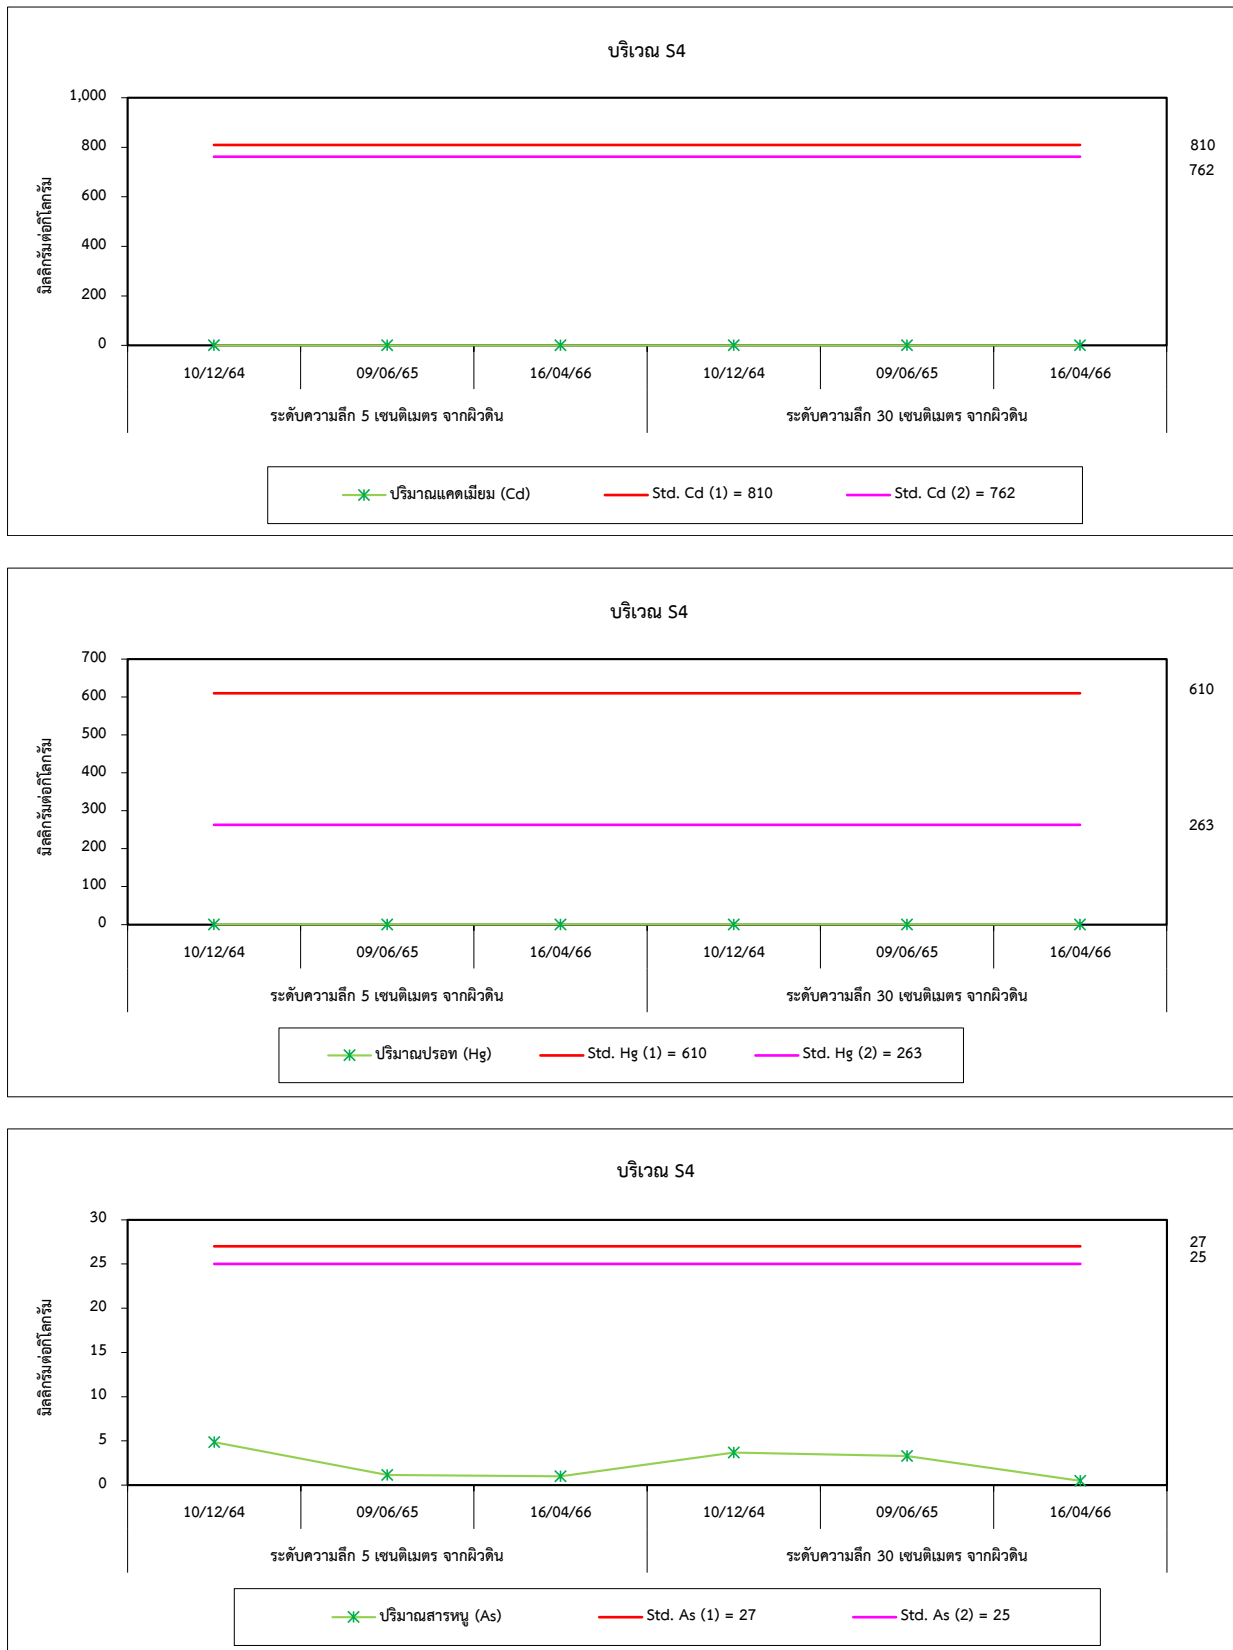 บริเวณ S4
1,000
800
600
400
200
0
มิลลิกรัมต่อกิโลกรัม
810
762
10/12/64 09/06/65 16/04/66 10/12/64 09/06/65 16/04/66
ระดับความลึก 5 เซนติเมตร จากผิวดิน ระดับความลึก 30 เซนติเมตร จากผิวดิน
ปริมาณแคดเมียม (Cd) Std. Cd (1) = 810 Std. Cd (2) = 762
บริเวณ S4
700
600
500
400
300
200
100
0
มิลลิกรัมต่อกิโลกรัม
610
263
10/12/64 09/06/65 16/04/66 10/12/64 09/06/65 16/04/66
ระดับความลึก 5 เซนติเมตร จากผิวดิน ระดับความลึก 30 เซนติเมตร จากผิวดิน
ปริมาณปรอท (Hg) Std. Hg (1) = 610 Std. Hg (2) = 263
บริเวณ S4
30
25
20
15
10
5
0
มิลลิกรัมต่อกิโลกรัม
27
25
10/12/64 09/06/65 16/04/66 10/12/64 09/06/65 16/04/66
ระดับความลึก 5 เซนติเมตร จากผิวดิน ระดับความลึก 30 เซนติเมตร จากผิวดิน
ปริมาณสารหนู (As) Std. As (1) = 27 Std. As (2) = 25